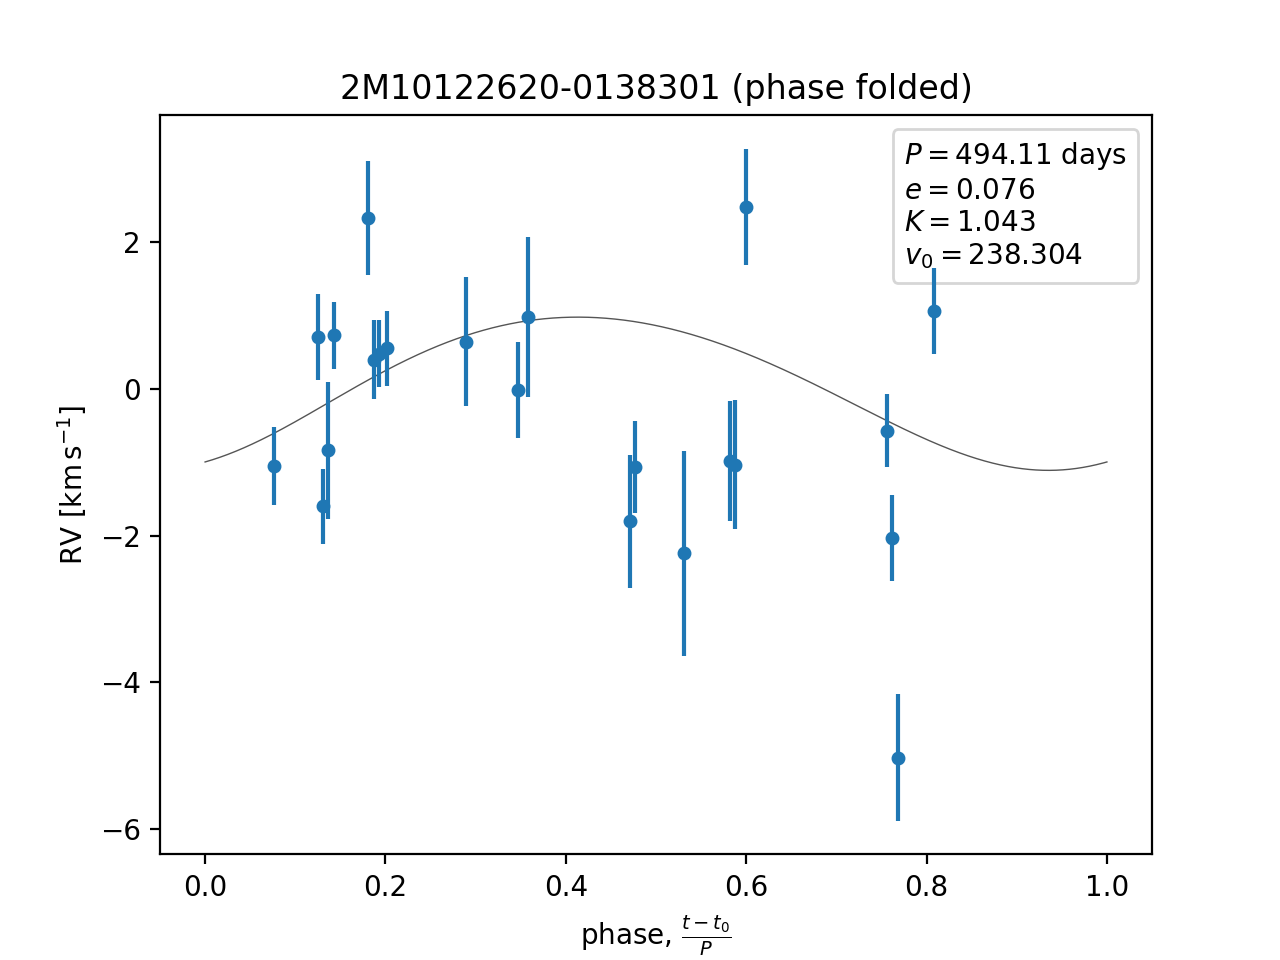 2M10122620-0138301 (phase folded)
P = 494.11 days
e = 0.076
K = 1.043
v₀ = 238.304
RV [km s⁻¹]
2
0
−2
−4
−6
0.0 0.2 0.4 0.6 0.8 1.0
phase, (t − t₀)/P